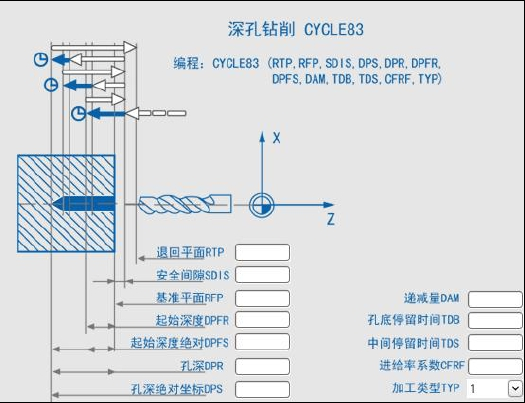 深孔钻削 CYCLE83
编程: CYCLE83 (RTP,RFP,SDIS,DPS,DPR,DPFR,
DPFS,DAM,TDB,TDS,CFRF,TYP)
X
Z
退回平面RTP
安全间隙SDIS
基准平面RFP
起始深度DPFR
起始深度绝对DPFS
孔深DPR
孔深绝对坐标DPS
递减量DAM
孔底停留时间TDB
中间停留时间TDS
进给率系数CFRF
加工类型TYP 1